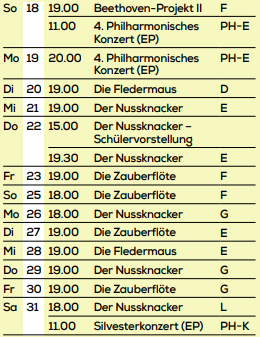 So 18 19.00 Beethoven-Projekt II F
11.00 4. Philharmonisches PH-E
Konzert (EP)
Mo 19 20.00 4. Philharmonisches PH-E
Konzert (EP)
Di 20 19.00 Die Fledermaus D
Mi 21 19.00 Der Nussknacker E
Do 22 15.00 Der Nussknacker –
Schülervorstellung
19.30 Der Nussknacker E
Fr 23 19.00 Die Zauberflöte F
So 25 18.00 Die Zauberflöte F
Mo 26 18.00 Der Nussknacker G
Di 27 19.00 Die Zauberflöte E
Mi 28 19.00 Die Fledermaus E
Do 29 19.00 Der Nussknacker G
Fr 30 19.00 Die Zauberflöte G
Sa 31 18.00 Der Nussknacker L
11.00 Silvesterkonzert (EP) PH-K